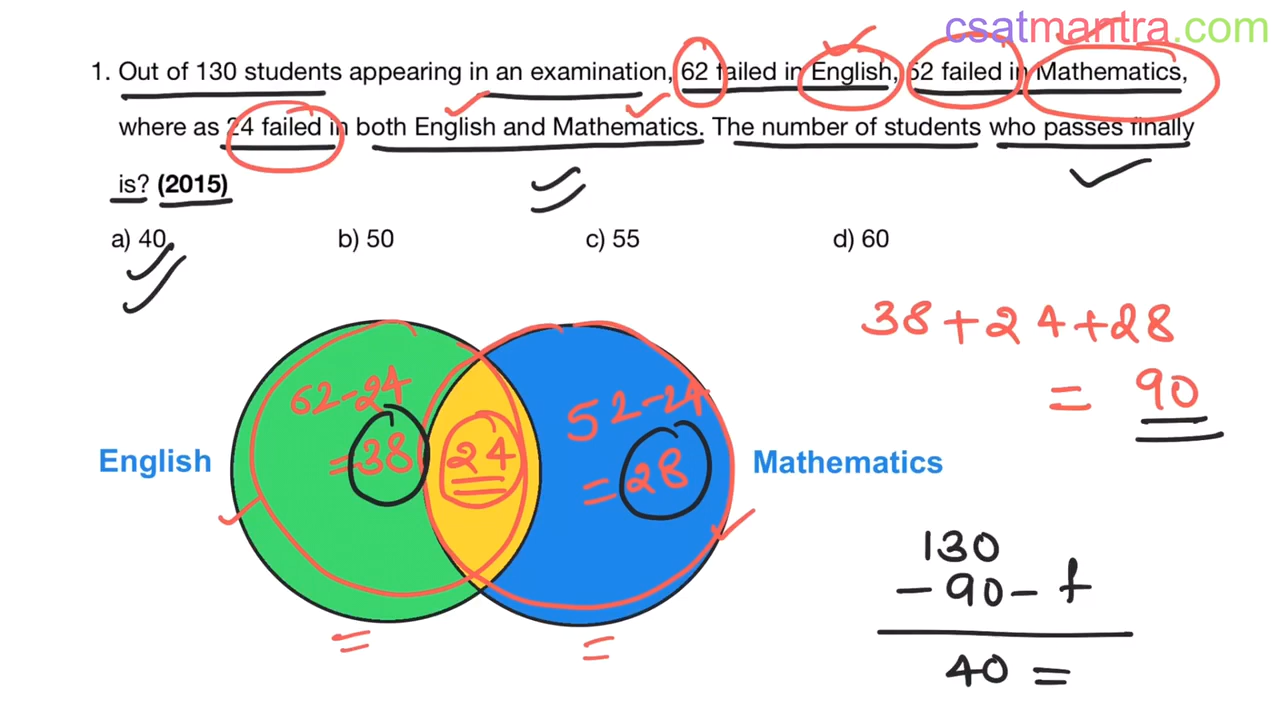 csatmantra.com
1. Out of 130 students appearing in an examination, 62 failed in English, 52 failed in Mathematics,
where as 24 failed in both English and Mathematics. The number of students who passes finally
is? (2015)
a) 40 b) 50 c) 55 d) 60
38+24+28
= 90
62-24
=38
24
52-24
=28
English
Mathematics
130
-90-f
40=